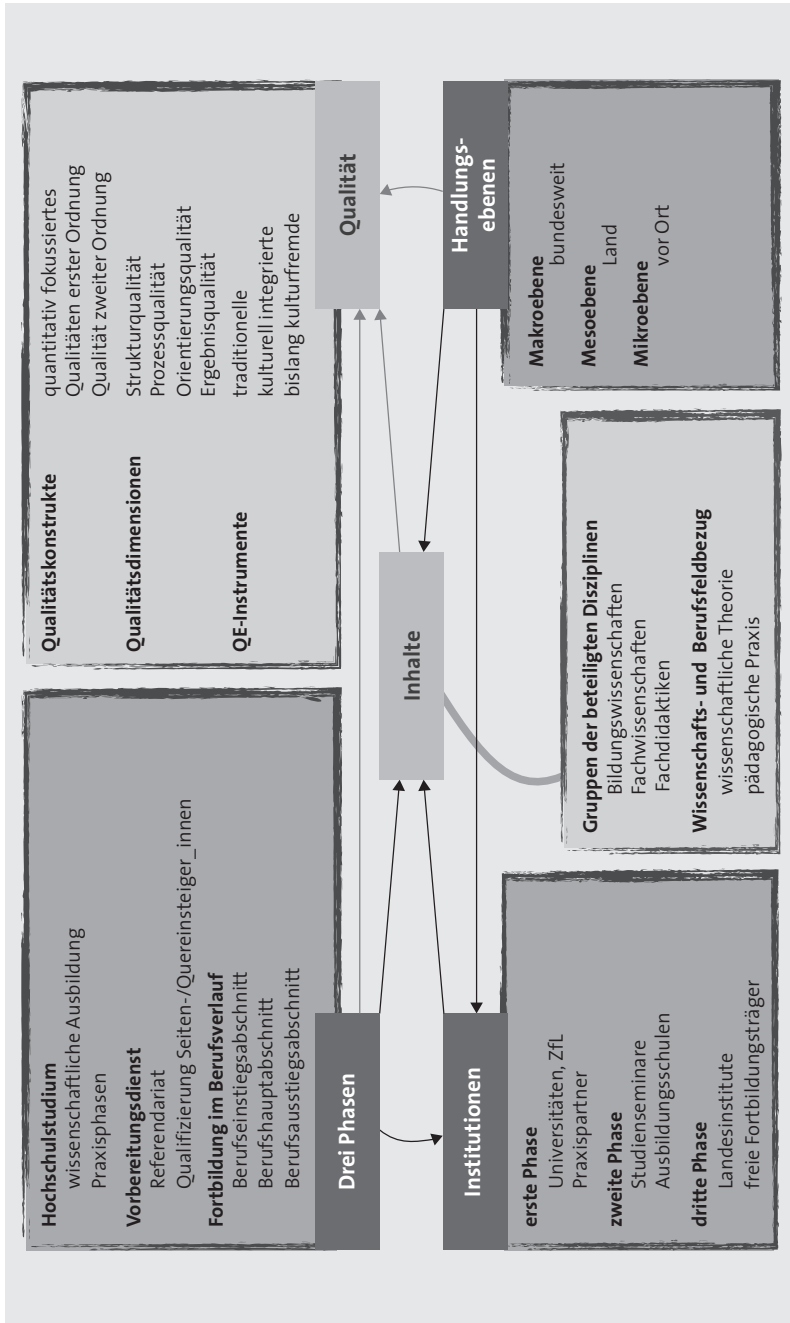 Hochschulstudium
wissenschaftliche Ausbildung
Praxisphasen
Vorbereitungsdienst
Referendariat
Qualifizierung Seiten-/Quereinsteiger_innen
Fortbildung im Berufsverlauf
Berufseinstiegsabschnitt
Berufshauptabschnitt
Berufsausstiegsabschnitt
Drei Phasen
Qualitätskonstrukte
quantitativ fokussiertes
Qualitäten erster Ordnung
Qualität zweiter Ordnung
Qualitätsdimensionen
Strukturqualität
Prozessqualität
Orientierungsqualität
Ergebnisqualität
QE-Instrumente
traditionelle
kulturell integrierte
bislang kulturfremde
Qualität
Inhalte
Institutionen
erste Phase
Universitäten, ZfL
Praxispartner
zweite Phase
Studienseminare
Ausbildungsschulen
dritte Phase
Landesinstitute
freie Fortbildungsträger
Gruppen der beteiligten Disziplinen
Bildungswissenschaften
Fachwissenschaften
Fachdidaktiken
Wissenschafts- und Berufsfeldbezug
wissenschaftliche Theorie
pädagogische Praxis
Handlungs-
ebenen
Makroebene
bundesweit
Mesoebene
Land
Mikroebene
vor Ort